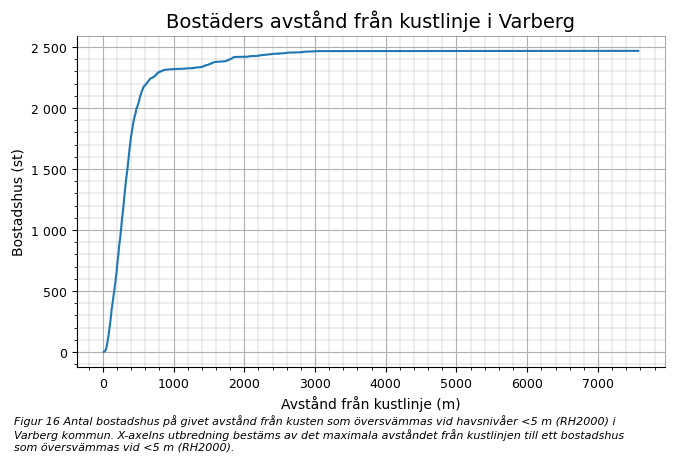 Bostäders avstånd från kustlinje i Varberg
2 500
2 000
1 500
1 000
500
0
Bostadshus (st)
0 1000 2000 3000 4000 5000 6000 7000
Avstånd från kustlinje (m)
Figur 16 Antal bostadshus på givet avstånd från kusten som översvämmas vid havsnivåer <5 m (RH2000) i
Varberg kommun. X-axelns utbredning bestäms av det maximala avståndet från kustlinjen till ett bostadshus
som översvämmas vid <5 m (RH2000).